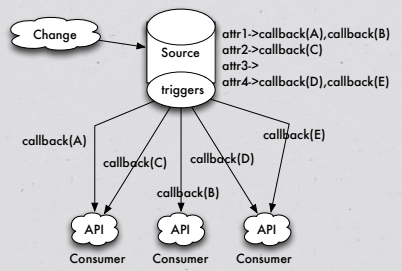 Change
Source
triggers
attr1->callback(A),callback(B)
attr2->callback(C)
attr3->
attr4->callback(D),callback(E)
callback(A)
callback(C)
callback(B)
callback(D)
callback(E)
API
API
API
Consumer
Consumer
Consumer